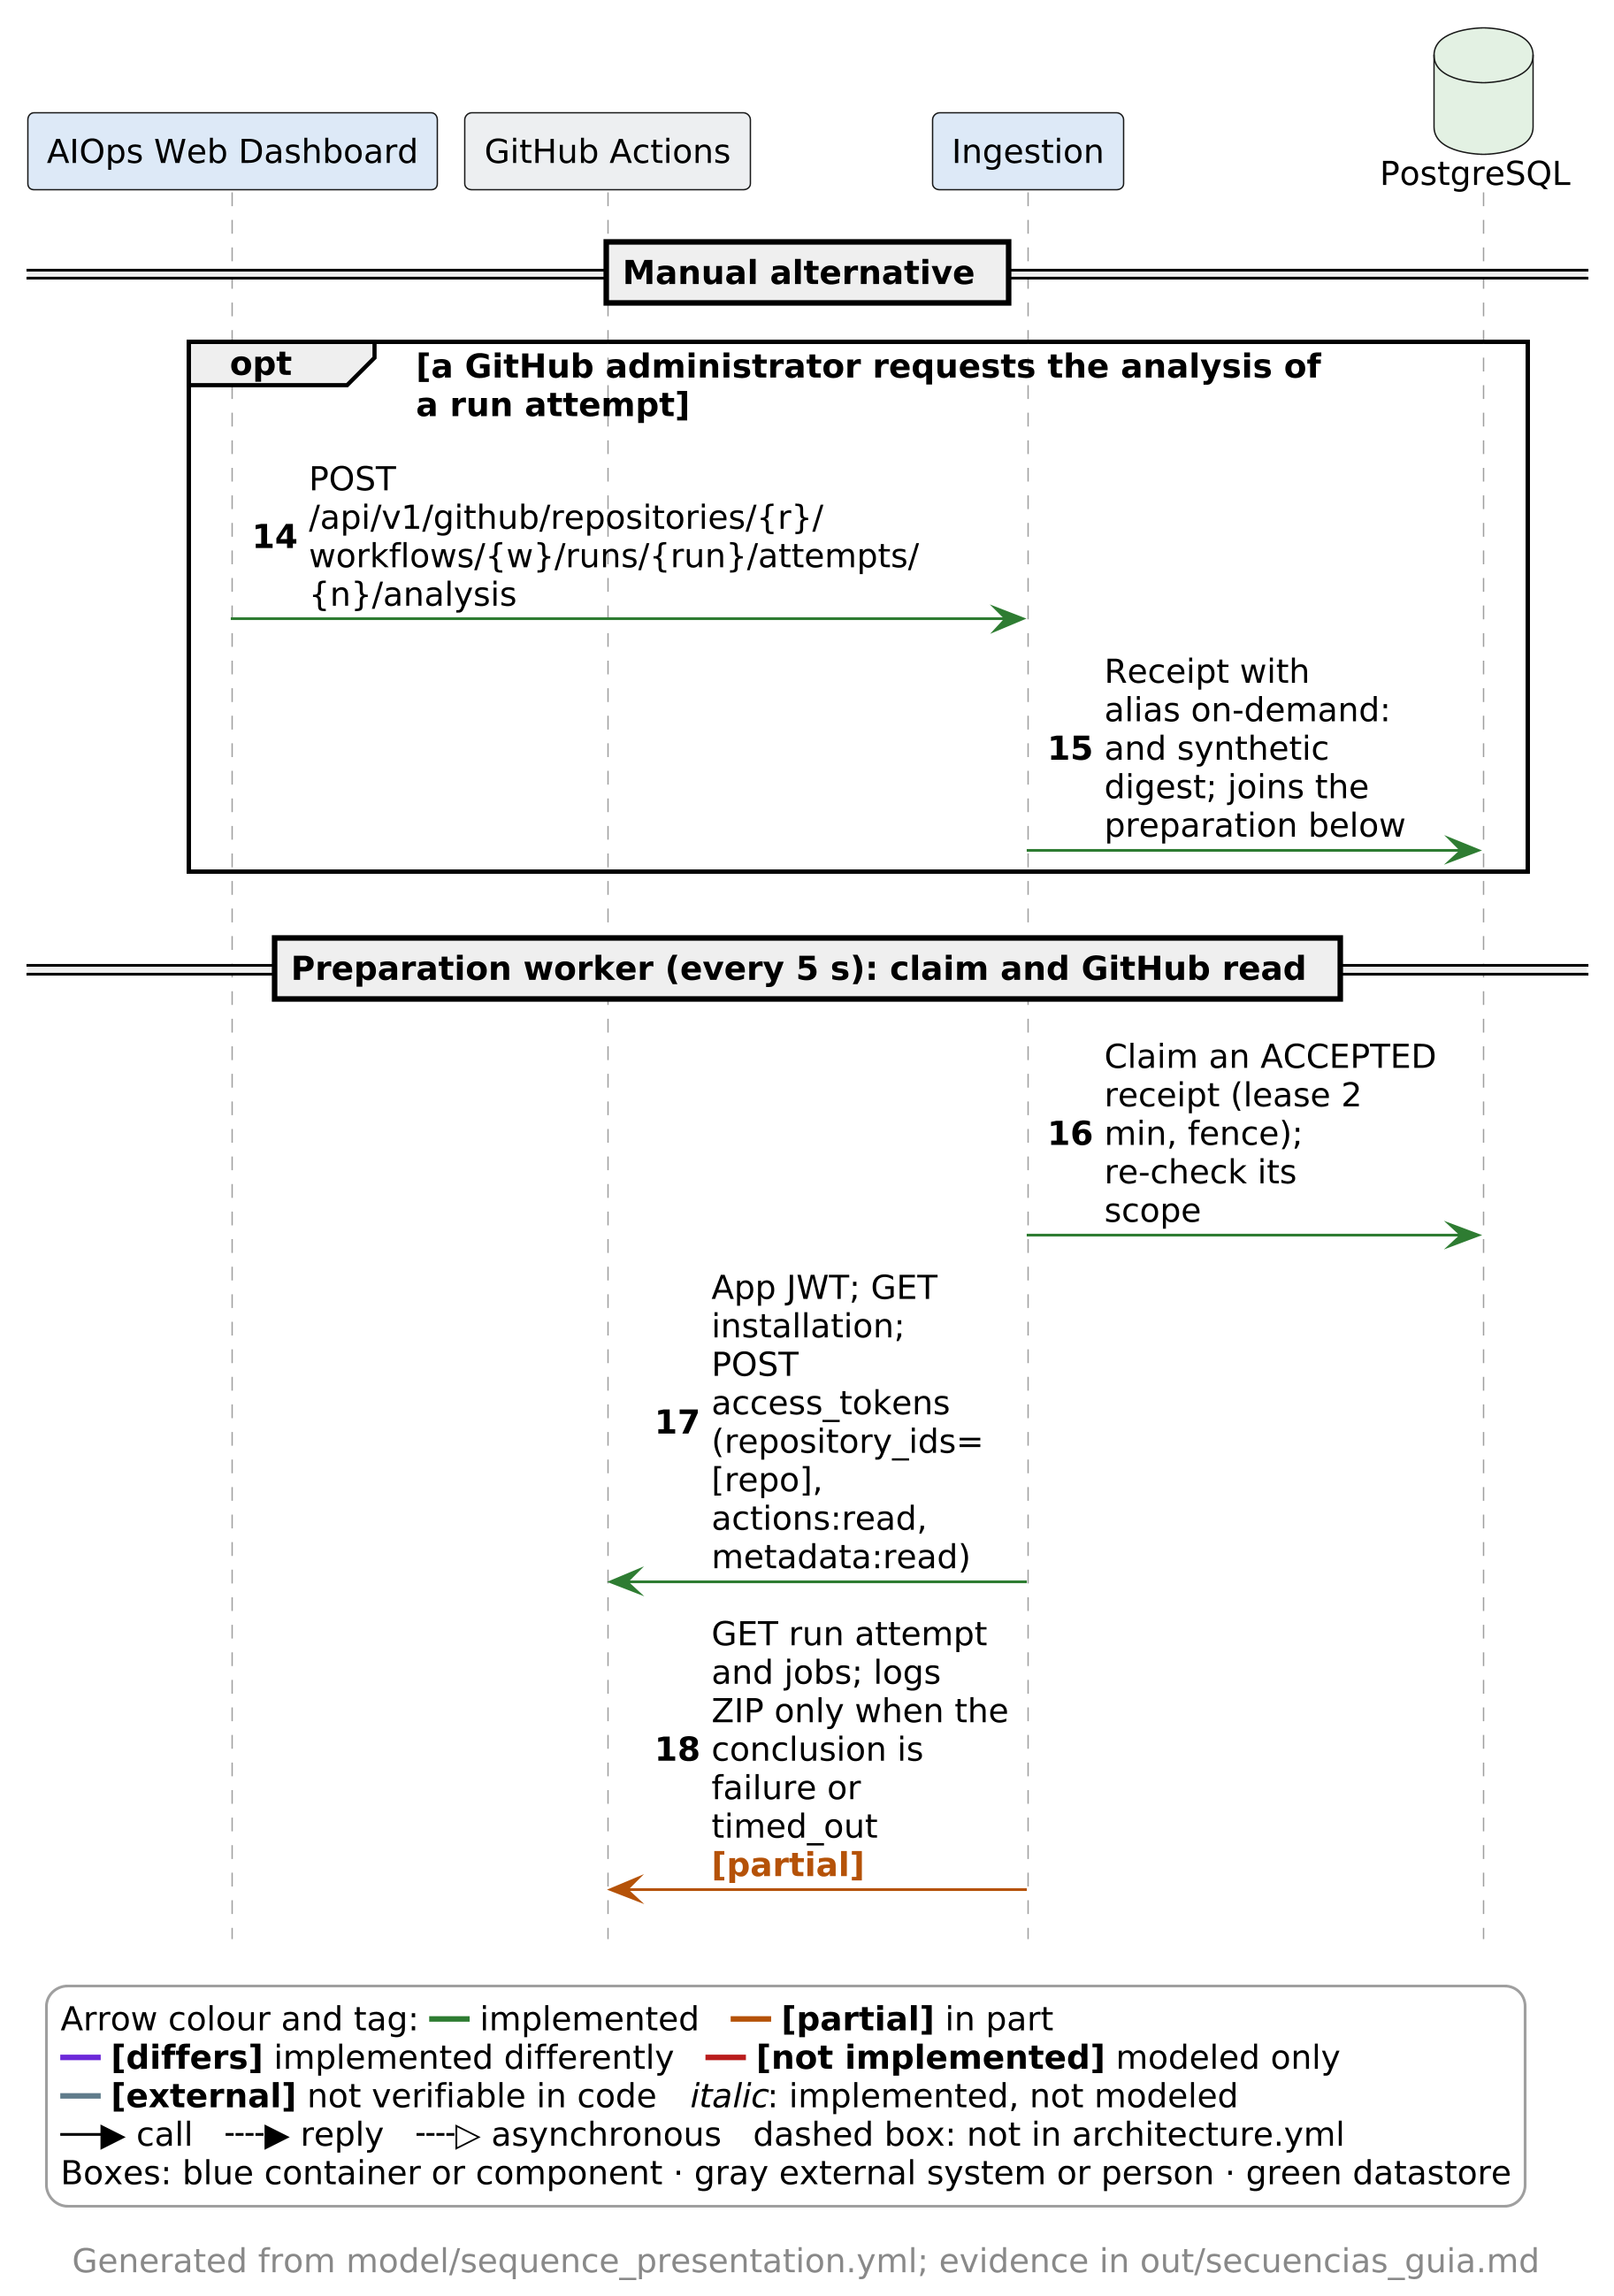 AIOps Web Dashboard
GitHub Actions
Ingestion
PostgreSQL
Manual alternative
opt
[a GitHub administrator requests the analysis of
a run attempt]
14
POST
/api/v1/github/repositories/{r}/
workflows/{w}/runs/{run}/attempts/
{n}/analysis
15
Receipt with
alias on-demand:
and synthetic
digest; joins the
preparation below
Preparation worker (every 5 s): claim and GitHub read
16
Claim an ACCEPTED
receipt (lease 2
min, fence);
re-check its
scope
17
App JWT; GET
installation;
POST
access_tokens
(repository_ids=
[repo],
actions:read,
metadata:read)
18
GET run attempt
and jobs; logs
ZIP only when the
conclusion is
failure or
timed_out
[partial]
Arrow colour and tag: implemented [partial] in part
[differs] implemented differently [not implemented] modeled only
[external] not verifiable in code italic: implemented, not modeled
call reply asynchronous dashed box: not in architecture.yml
Boxes: blue container or component · gray external system or person · green datastore
Generated from model/sequence_presentation.yml; evidence in out/secuencias_guia.md